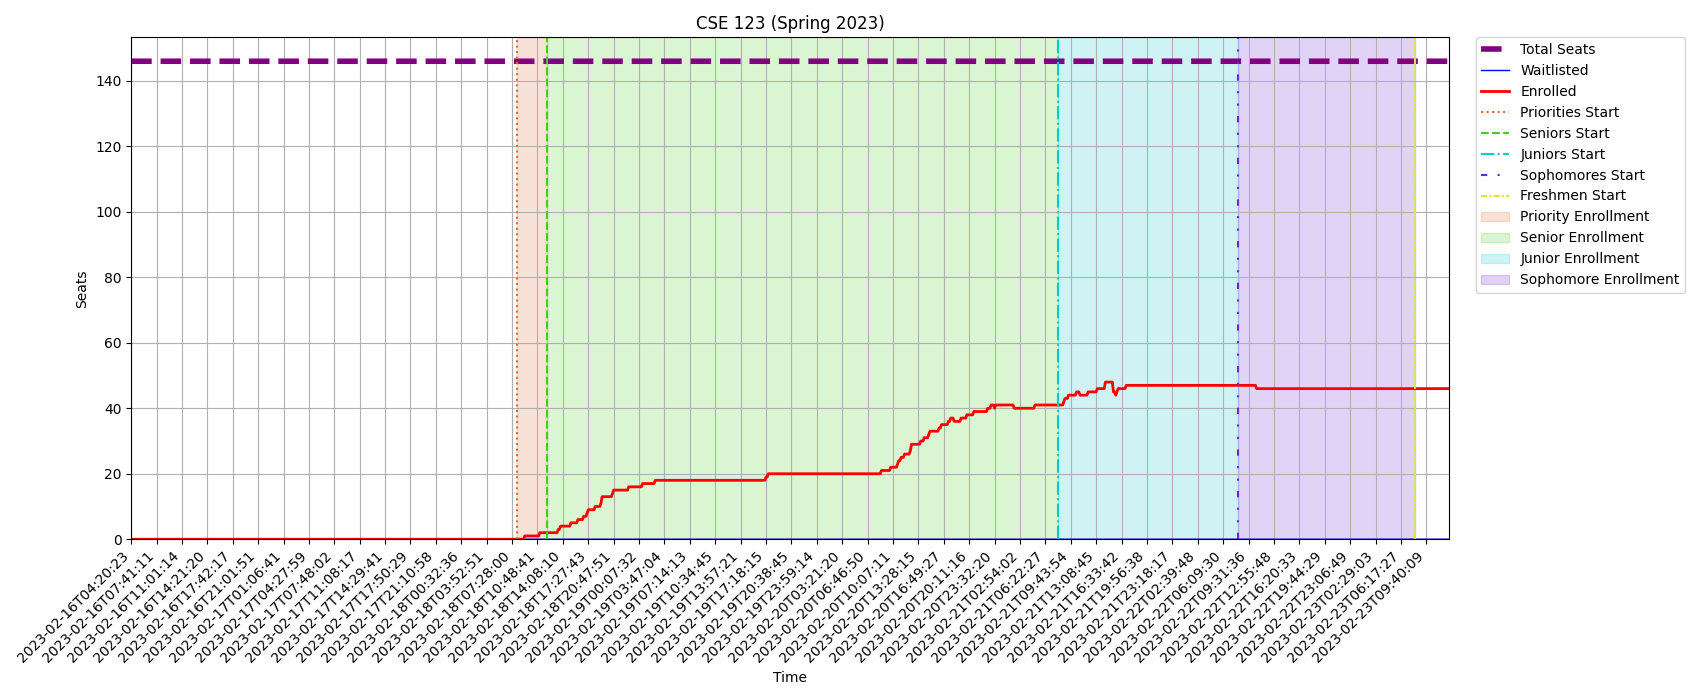 CSE 123 (Spring 2023)
Seats
140
120
100
80
60
40
20
0
2023-02-16T04:20:23
2023-02-16T07:41:11
2023-02-16T11:01:14
2023-02-16T14:21:20
2023-02-16T17:42:17
2023-02-16T21:01:51
2023-02-17T01:06:41
2023-02-17T04:27:59
2023-02-17T07:48:02
2023-02-17T11:08:17
2023-02-17T14:29:41
2023-02-17T17:50:29
2023-02-17T21:10:58
2023-02-18T00:32:36
2023-02-18T03:52:51
2023-02-18T07:28:00
2023-02-18T10:48:41
2023-02-18T14:08:10
2023-02-18T17:27:43
2023-02-18T20:47:51
2023-02-19T00:07:32
2023-02-19T03:47:04
2023-02-19T07:14:13
2023-02-19T10:34:45
2023-02-19T13:57:21
2023-02-19T17:18:15
2023-02-19T20:38:45
2023-02-19T23:59:14
2023-02-20T03:21:20
2023-02-20T06:46:50
2023-02-20T10:07:11
2023-02-20T13:28:15
2023-02-20T16:49:27
2023-02-20T20:11:16
2023-02-20T23:32:20
2023-02-21T02:54:02
2023-02-21T06:22:27
2023-02-21T09:43:54
2023-02-21T13:08:45
2023-02-21T16:33:42
2023-02-21T19:56:38
2023-02-21T23:18:17
2023-02-22T02:39:48
2023-02-22T06:09:30
2023-02-22T09:31:36
2023-02-22T12:55:48
2023-02-22T16:20:33
2023-02-22T19:44:29
2023-02-22T23:06:49
2023-02-23T02:29:03
2023-02-23T06:17:27
2023-02-23T09:40:09
Time
Total Seats
Waitlisted
Enrolled
Priorities Start
Seniors Start
Juniors Start
Sophomores Start
Freshmen Start
Priority Enrollment
Senior Enrollment
Junior Enrollment
Sophomore Enrollment